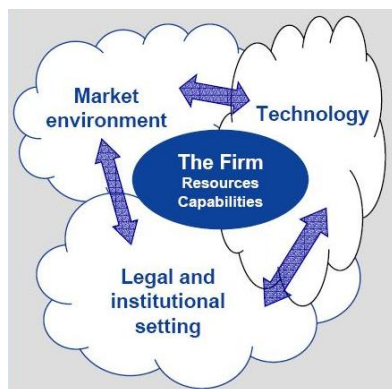 Market
environment
Technology
The Firm
Resources
Capabilities
Legal and
institutional
setting